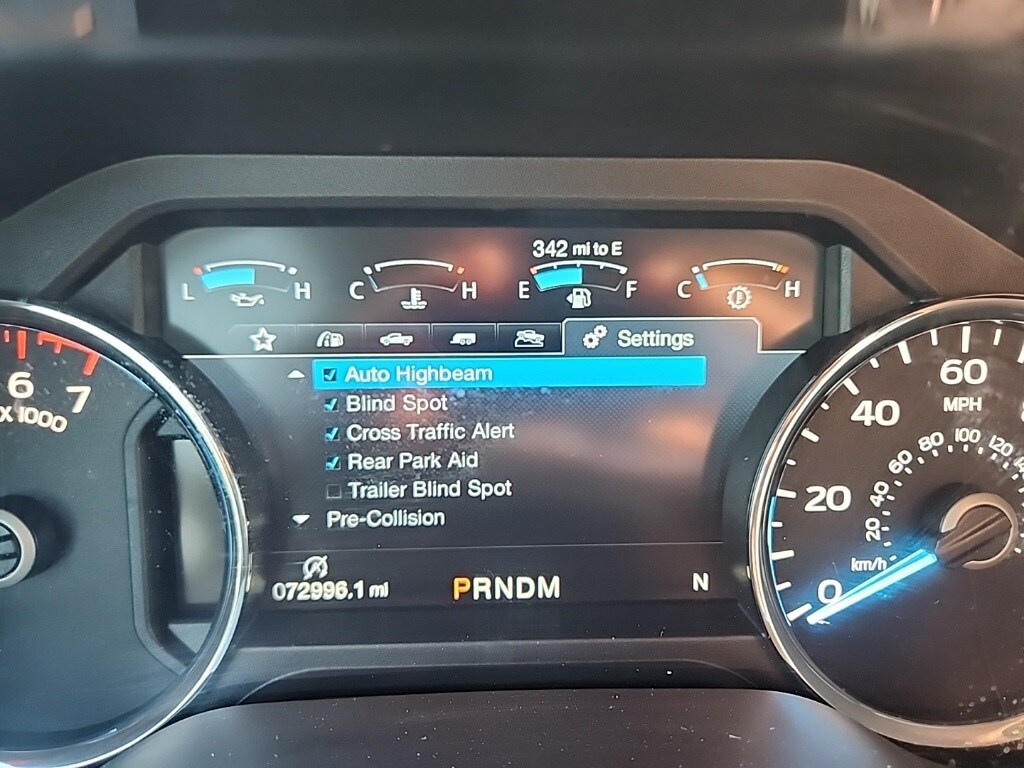 342 mi to E
L H C H E F C H
Settings
Auto Highbeam
Blind Spot
Cross Traffic Alert
Rear Park Aid
Trailer Blind Spot
Pre-Collision
072996.1 mi
PRNDM
N
6 7
X 1000
0 20 40 60
MPH
20 40 60 80 100 120
km/h